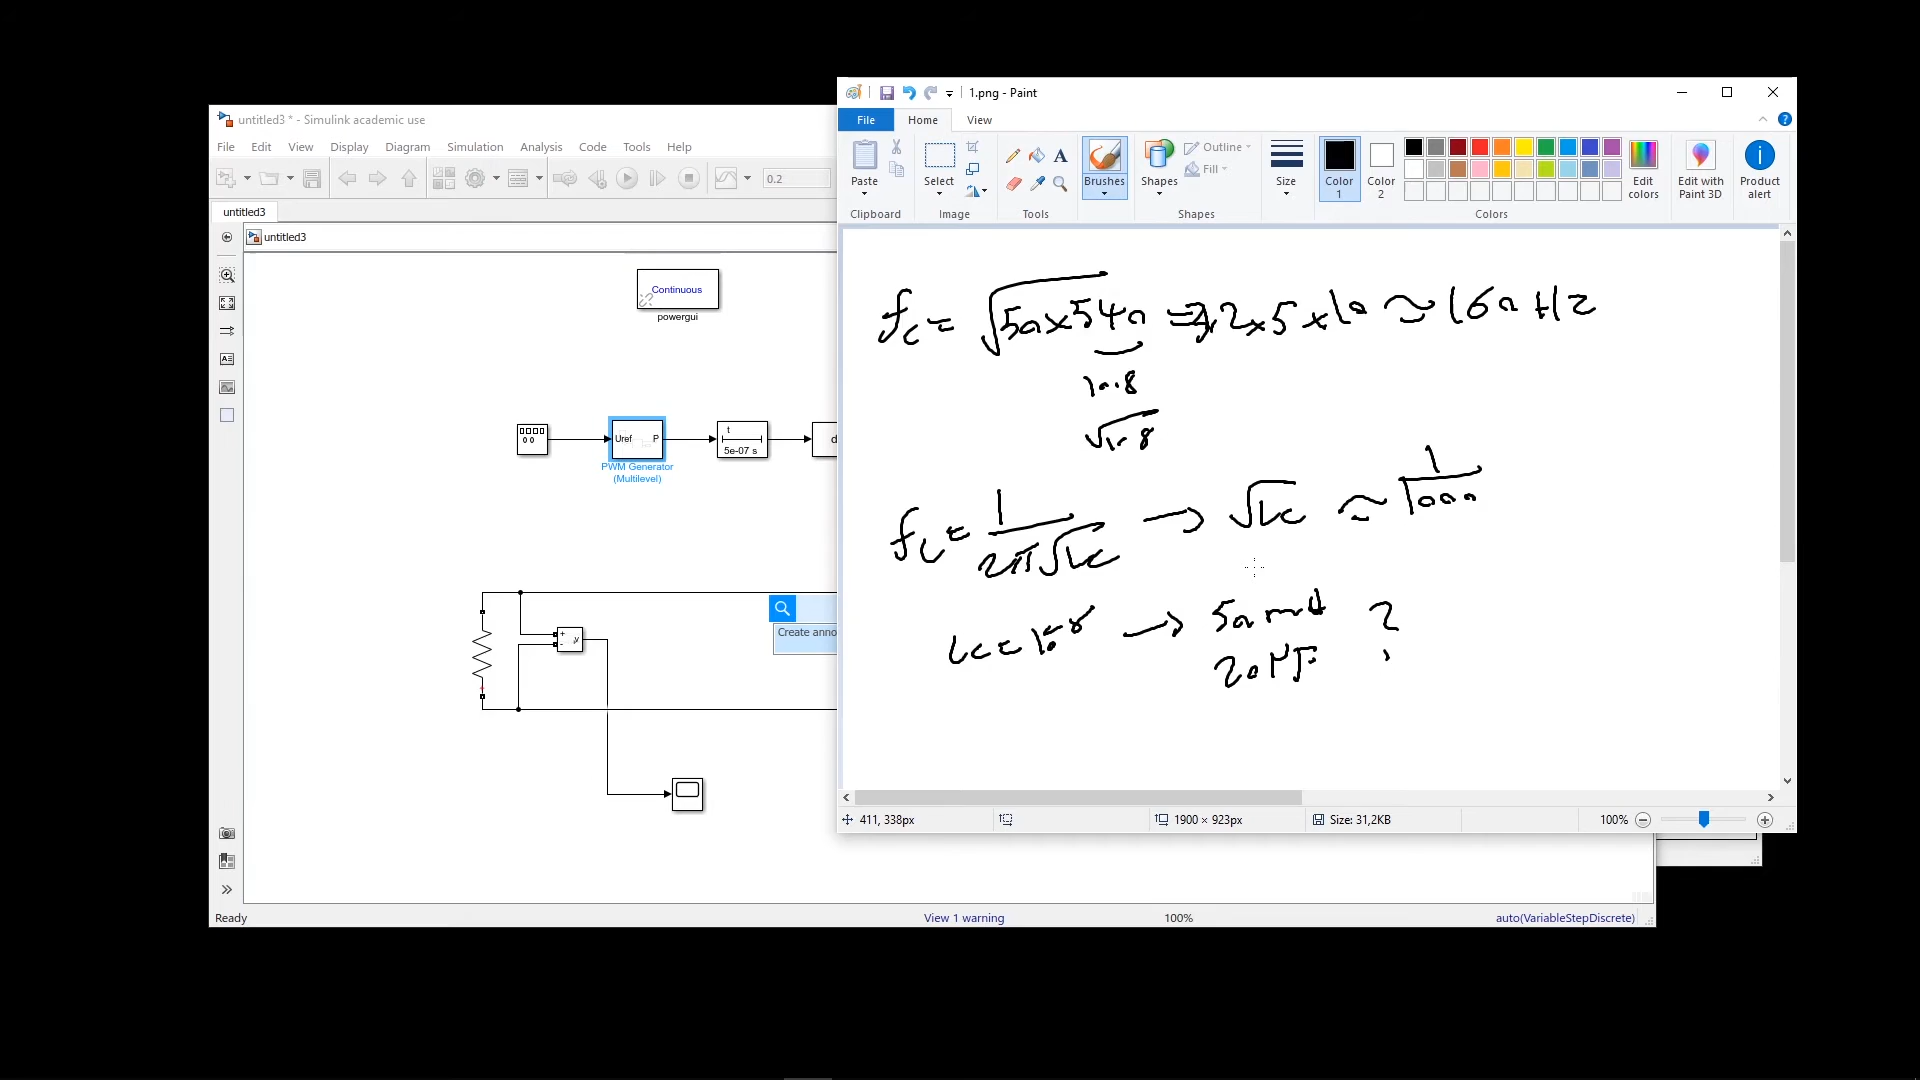 untitled3 * - Simulink academic use
File Edit View Display Diagram Simulation Analysis Code Tools Help
0.2
untitled3
untitled3
Continuous
powergui
Uref P
PWM Generator
(Multilevel)
t
5e-07 s
d
+
-
v
Create anno
Ready
View 1 warning
100%
auto(VariableStepDiscrete)
1.png - Paint
File Home View
Paste
Clipboard
Select
Image
Tools
Brushes
Shapes
Outline
Fill
Shapes
Size
Color
1
Color
2
Edit
colors
Edit with
Paint 3D
Product
alert
Colors
fc = √50x540 = 3,2x5x10 ≈ 160 Hz
10.8
√10.8
fc = 1/2π√LC → √LC ≈ 1/1000
LC = 10^-6 → 50 mH ?
20 μF
411, 338px
1900 × 923px
Size: 31,2KB
100%